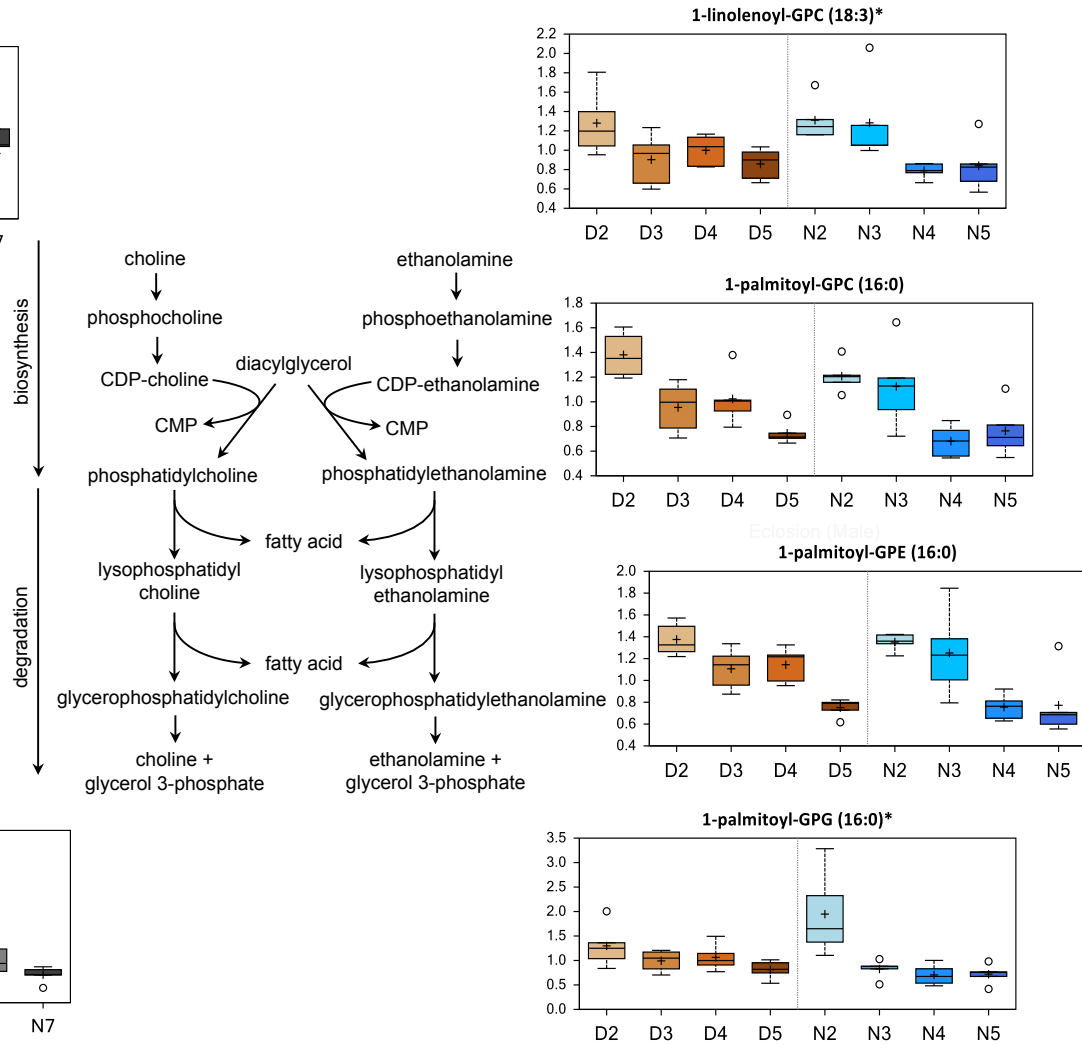 7
N7
biosynthesis
degradation
choline
ethanolamine
phosphocholine
phosphoethanolamine
diacylglycerol
CDP-choline
CDP-ethanolamine
CMP
CMP
phosphatidylcholine
phosphatidylethanolamine
fatty acid
lysophosphatidyl
choline
lysophosphatidyl
ethanolamine
fatty acid
glycerophosphatidylcholine
glycerophosphatidylethanolamine
choline +
glycerol 3-phosphate
ethanolamine +
glycerol 3-phosphate
1-linolenoyl-GPC (18:3)*
2.2
2.0
1.8
1.6
1.4
1.2
1.0
0.8
0.6
0.4
D2 D3 D4 D5 N2 N3 N4 N5
1-palmitoyl-GPC (16:0)
1.8
1.6
1.4
1.2
1.0
0.8
0.6
0.4
D2 D3 D4 D5 N2 N3 N4 N5
Eclosion (Male)
1-palmitoyl-GPE (16:0)
2.0
1.8
1.6
1.4
1.2
1.0
0.8
0.6
0.4
D2 D3 D4 D5 N2 N3 N4 N5
1-palmitoyl-GPG (16:0)*
3.5
3.0
2.5
2.0
1.5
1.0
0.5
0.0
D2 D3 D4 D5 N2 N3 N4 N5